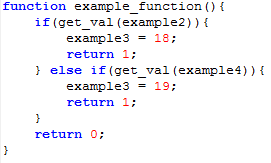 function example_function(){
    if(get_val(example2)){
        example3 = 18;
        return 1;
    } else if(get_val(example4)){
        example3 = 19;
        return 1;
    }
    return 0;
}